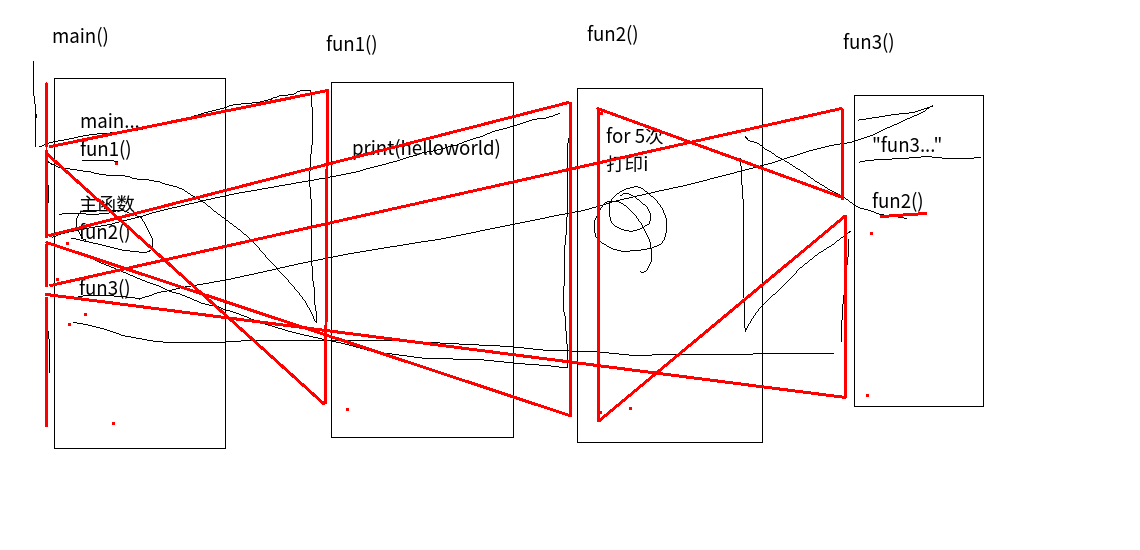 main()
fun1()
fun2()
fun3()
main...
fun1()
主函数
fun2()
fun3()
print(helloworld)
for 5次
打印i
"fun3..."
fun2()